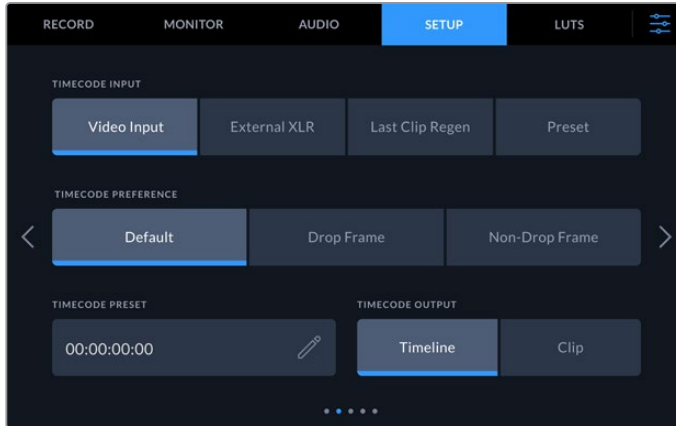 RECORD MONITOR AUDIO SETUP LUTS
TIMECODE INPUT
Video Input External XLR Last Clip Regen Preset
TIMECODE PREFERENCE
Default Drop Frame Non-Drop Frame
TIMECODE PRESET TIMECODE OUTPUT
00:00:00:00 Timeline Clip